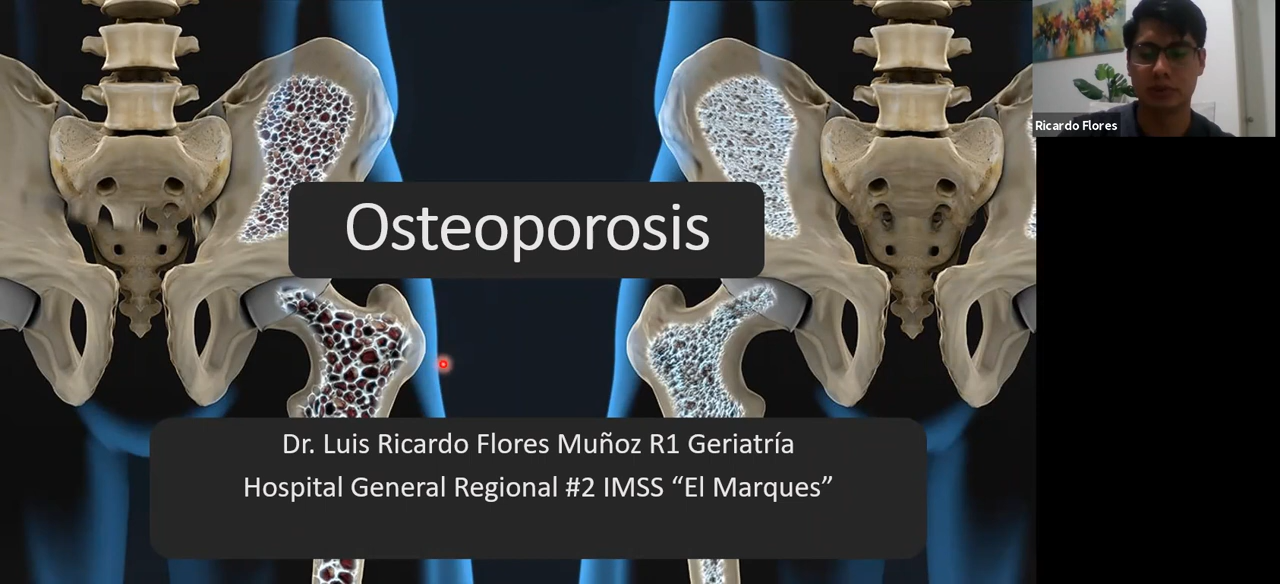 Osteoporosis
Ricardo Flores
Dr. Luis Ricardo Flores Muñoz R1 Geriatría
Hospital General Regional #2 IMSS “El Marques”